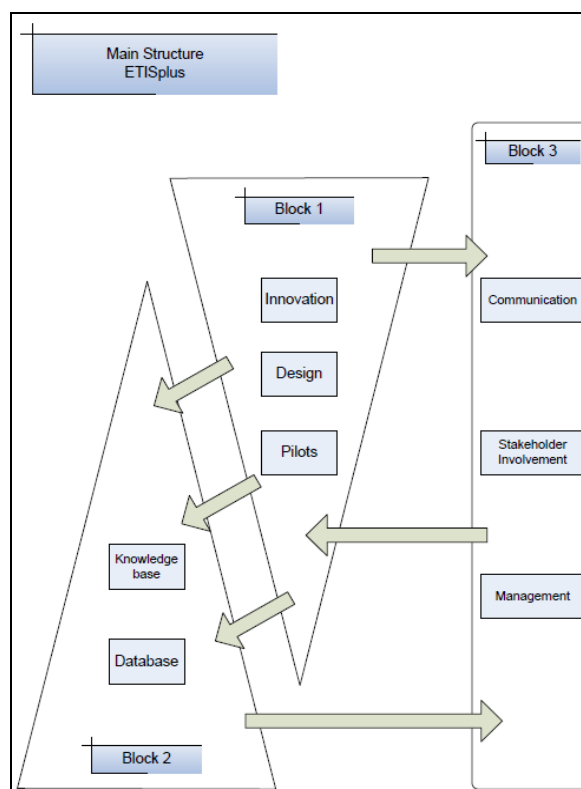 Main Structure
ETISplus
Block 3
Block 1
Innovation
Communication
Design
Pilots
Stakeholder
Involvement
Knowledge
base
Management
Database
Block 2